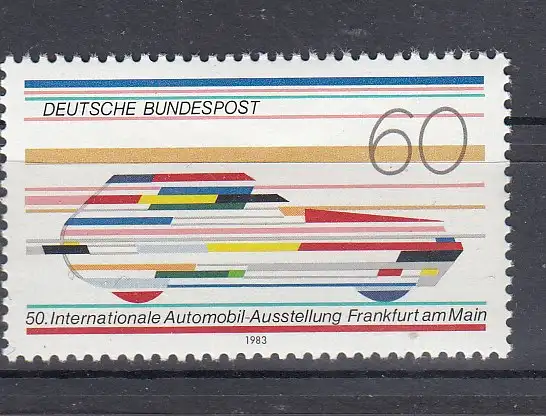 DEUTSCHE BUNDESPOST
60
50. Internationale Automobil-Ausstellung Frankfurt am Main
1983